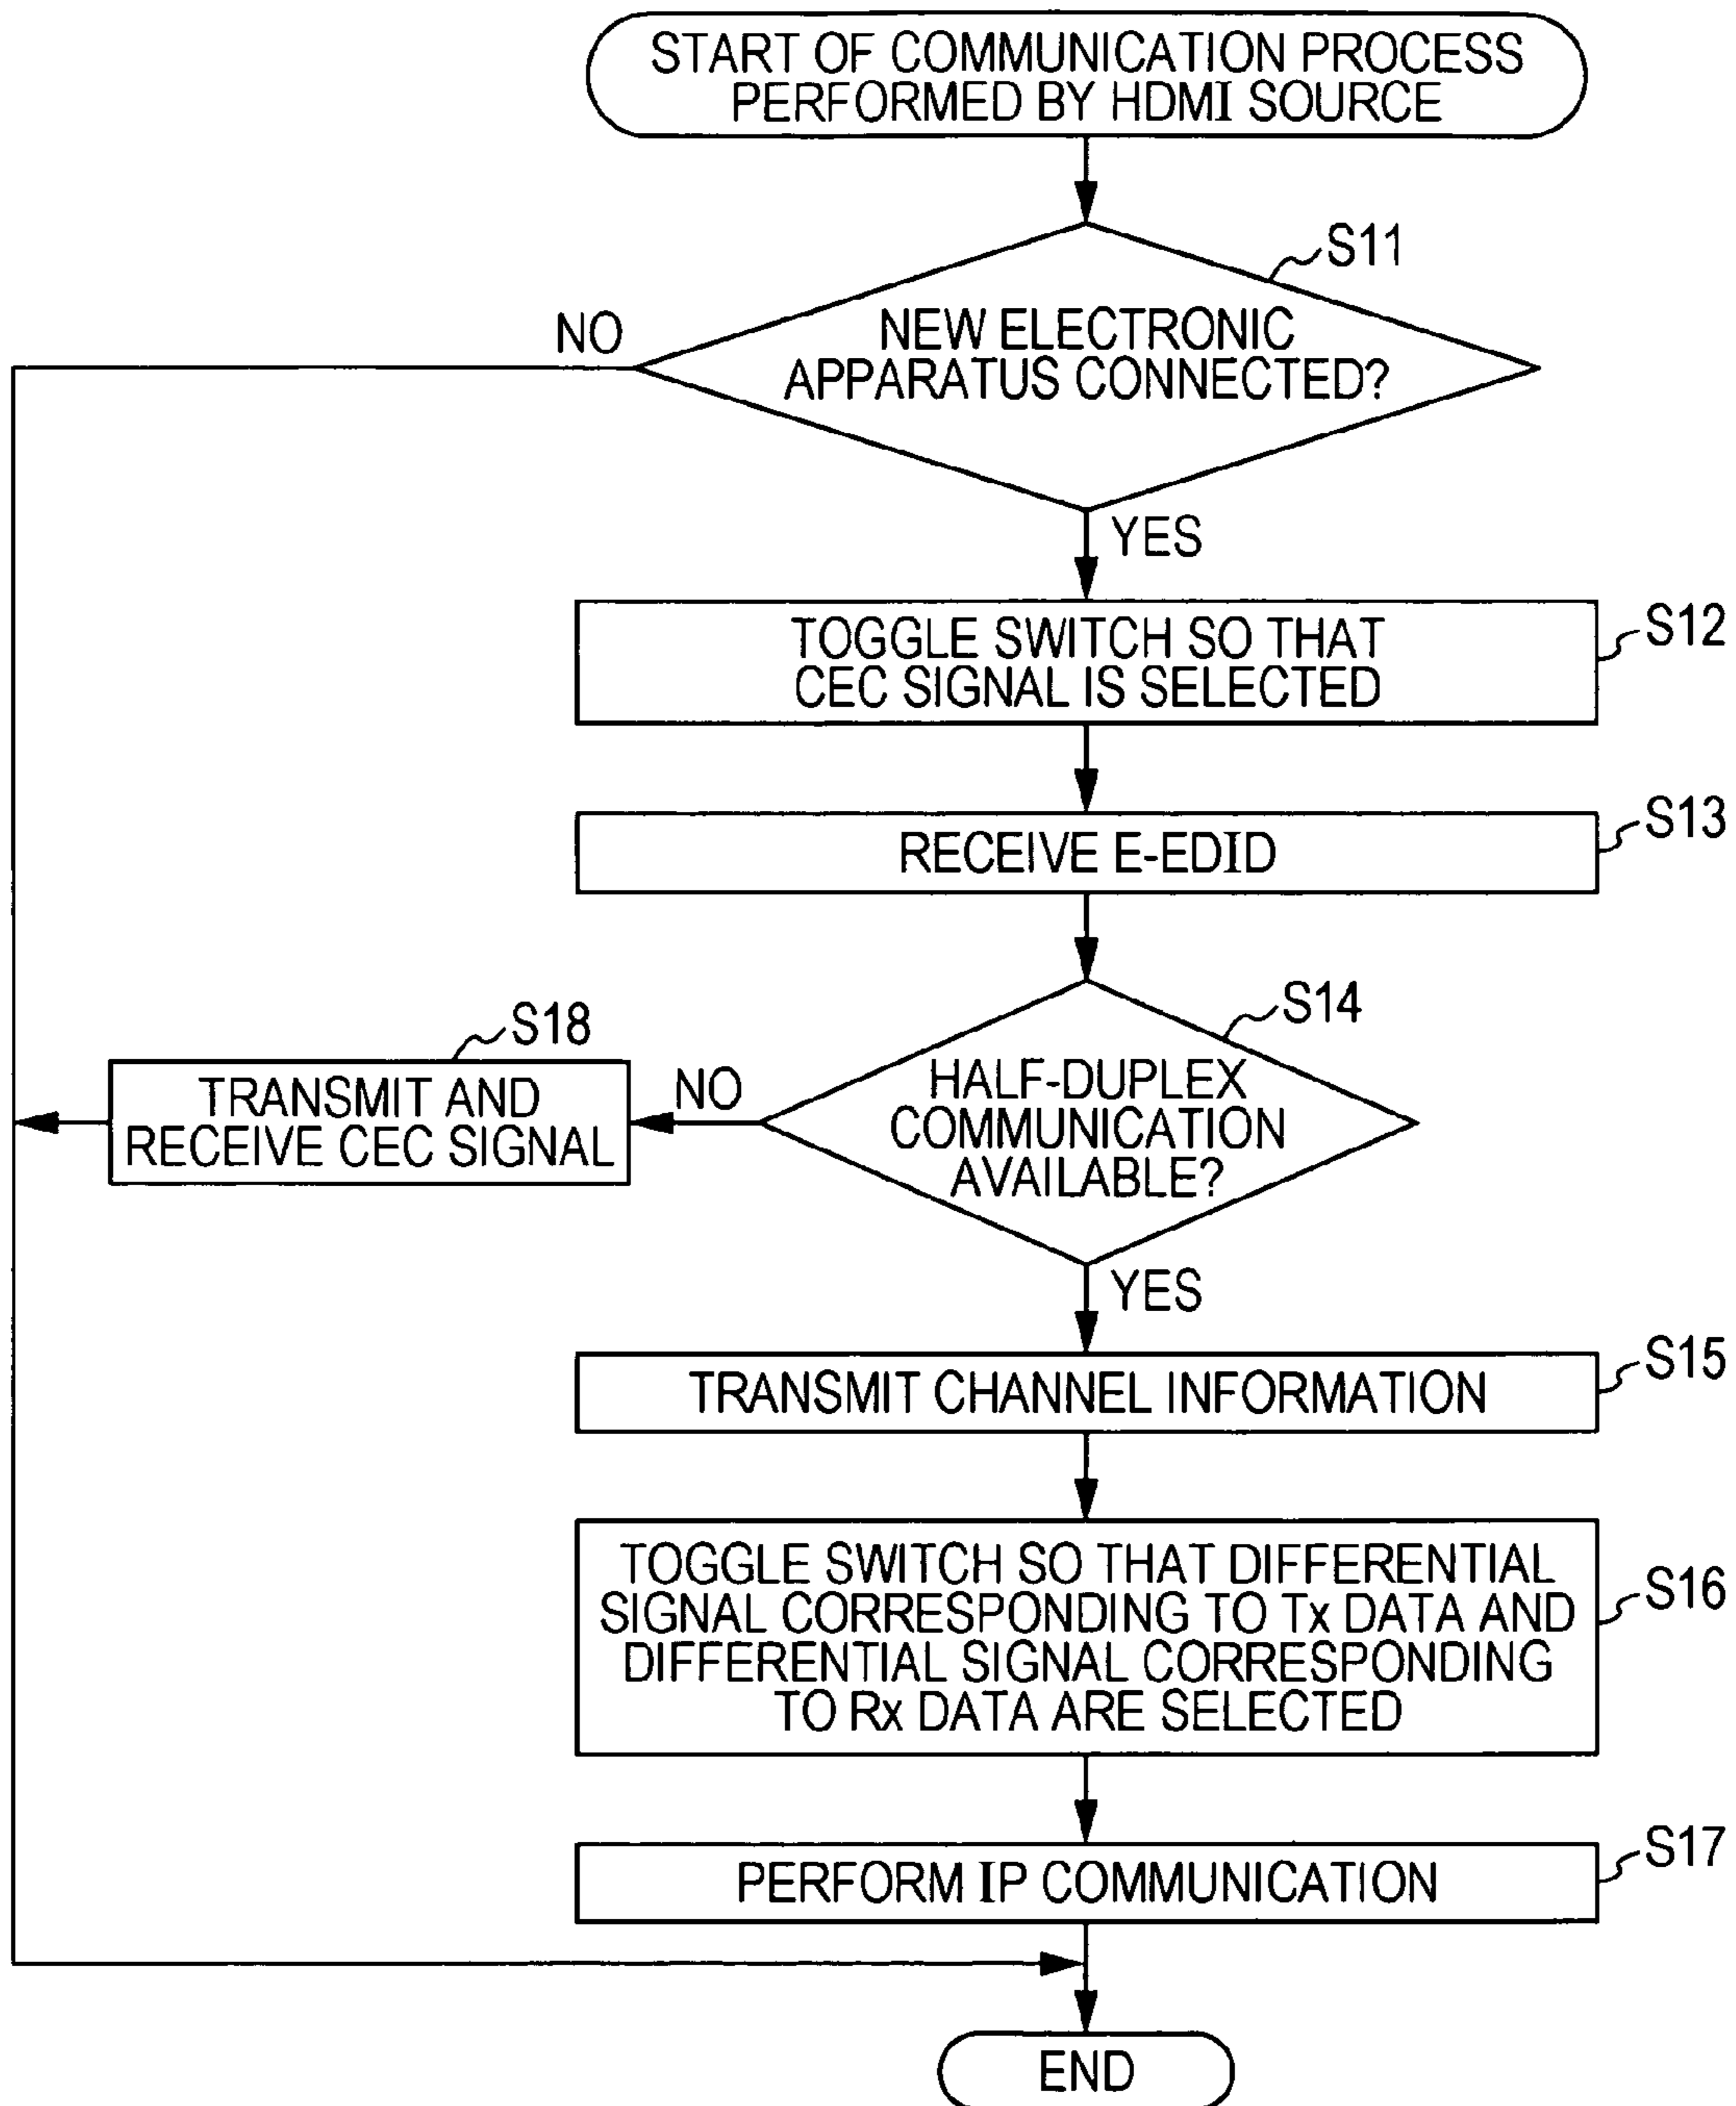 START OF COMMUNICATION PROCESS
PERFORMED BY HDMI SOURCE
S11
NO
NEW ELECTRONIC
APPARATUS CONNECTED?
YES
S12
TOGGLE SWITCH SO THAT
CEC SIGNAL IS SELECTED
S13
RECEIVE E-EDID
S14
S18
HALF-DUPLEX
COMMUNICATION
AVAILABLE?
NO
TRANSMIT AND
RECEIVE CEC SIGNAL
YES
S15
TRANSMIT CHANNEL INFORMATION
S16
TOGGLE SWITCH SO THAT DIFFERENTIAL
SIGNAL CORRESPONDING TO Tx DATA AND
DIFFERENTIAL SIGNAL CORRESPONDING
TO Rx DATA ARE SELECTED
S17
PERFORM IP COMMUNICATION
END